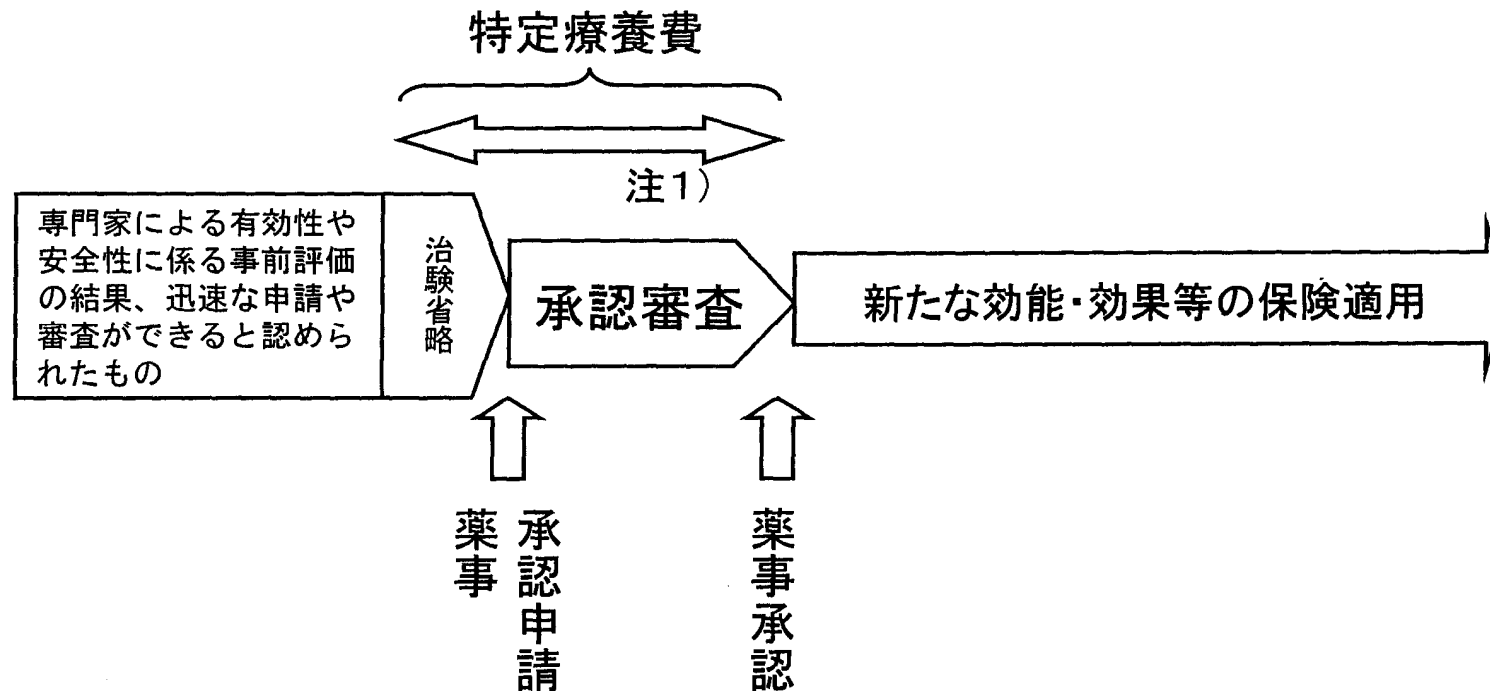 特定療養費
注1）
専門家による有効性や
安全性に係る事前評価
の結果、迅速な申請や
審査ができると認めら
れたもの
治験省略
承認審査
新たな効能・効果等の保険適用
薬事
承認申請
薬事承認